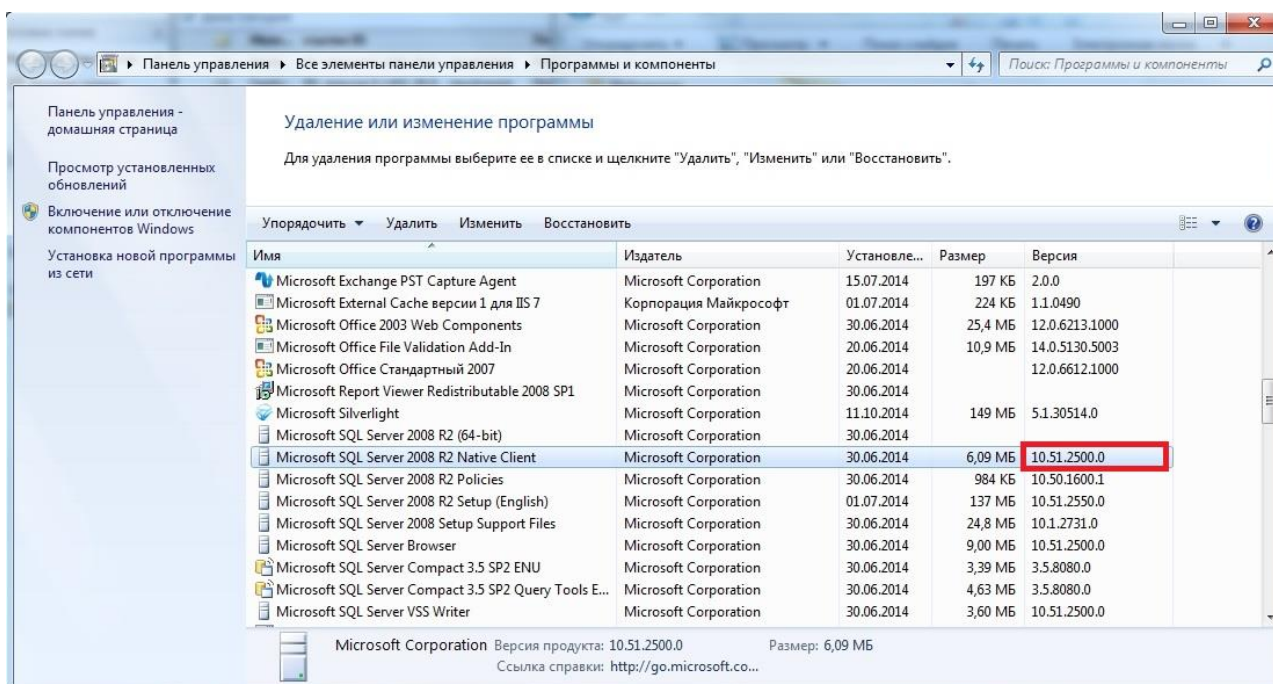 Панель управления ▸ Все элементы панели управления ▸ Программы и компоненты
Поиск: Программы и компоненты
Панель управления -
домашняя страница
Просмотр установленных
обновлений
Включение или отключение
компонентов Windows
Установка новой программы
из сети
Удаление или изменение программы
Для удаления программы выберите ее в списке и щелкните "Удалить", "Изменить" или "Восстановить".
Упорядочить Удалить Изменить Восстановить
Имя Издатель Установле... Размер Версия
Microsoft Exchange PST Capture Agent Microsoft Corporation 15.07.2014 197 КБ 2.0.0
Microsoft External Cache версии 1 для IIS 7 Корпорация Майкрософт 01.07.2014 224 КБ 1.1.0490
Microsoft Office 2003 Web Components Microsoft Corporation 30.06.2014 25,4 МБ 12.0.6213.1000
Microsoft Office File Validation Add-In Microsoft Corporation 20.06.2014 10,9 МБ 14.0.5130.5003
Microsoft Office Стандартный 2007 Microsoft Corporation 20.06.2014 12.0.6612.1000
Microsoft Report Viewer Redistributable 2008 SP1 Microsoft Corporation 30.06.2014
Microsoft Silverlight Microsoft Corporation 11.10.2014 149 МБ 5.1.30514.0
Microsoft SQL Server 2008 R2 (64-bit) Microsoft Corporation 30.06.2014
Microsoft SQL Server 2008 R2 Native Client Microsoft Corporation 30.06.2014 6,09 МБ 10.51.2500.0
Microsoft SQL Server 2008 R2 Policies Microsoft Corporation 30.06.2014 984 КБ 10.50.1600.1
Microsoft SQL Server 2008 R2 Setup (English) Microsoft Corporation 01.07.2014 137 МБ 10.51.2550.0
Microsoft SQL Server 2008 Setup Support Files Microsoft Corporation 30.06.2014 24,8 МБ 10.1.2731.0
Microsoft SQL Server Browser Microsoft Corporation 30.06.2014 9,00 МБ 10.51.2500.0
Microsoft SQL Server Compact 3.5 SP2 ENU Microsoft Corporation 30.06.2014 3,39 МБ 3.5.8080.0
Microsoft SQL Server Compact 3.5 SP2 Query Tools E... Microsoft Corporation 30.06.2014 4,63 МБ 3.5.8080.0
Microsoft SQL Server VSS Writer Microsoft Corporation 30.06.2014 3,60 МБ 10.51.2500.0
Microsoft Corporation Версия продукта: 10.51.2500.0 Размер: 6,09 МБ
Ссылка справки: http://go.microsoft.co...